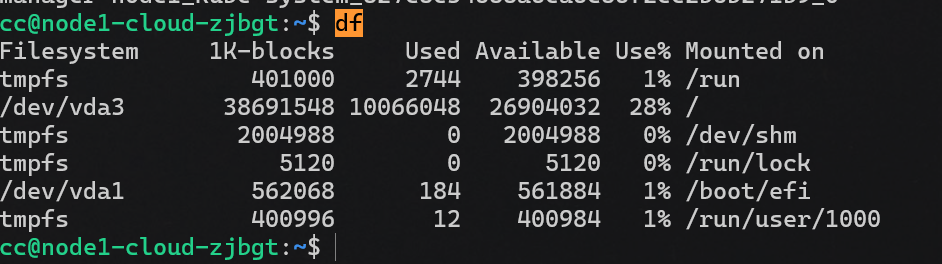 cc@node1-cloud-zjbgt:~$ df
Filesystem     1K-blocks     Used Available Use% Mounted on
tmpfs             401000     2744    398256   1% /run
/dev/vda3       38691548 10066048  26904032  28% /
tmpfs            2004988        0   2004988   0% /dev/shm
tmpfs               5120        0      5120   0% /run/lock
/dev/vda1         562068      184    561884   1% /boot/efi
tmpfs             400996       12    400984   1% /run/user/1000
cc@node1-cloud-zjbgt:~$